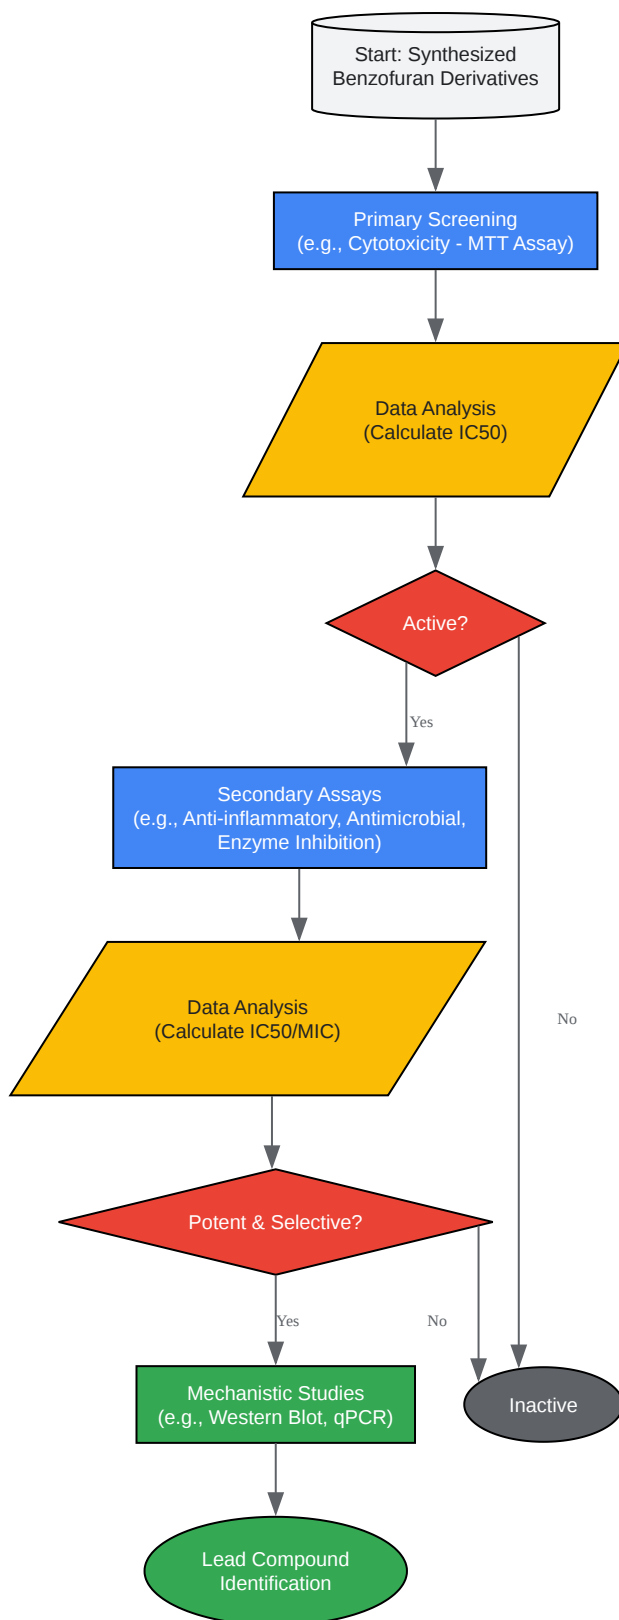 Start: Synthesized
Benzofuran Derivatives
Primary Screening
(e.g., Cytotoxicity - MTT Assay)
Data Analysis
(Calculate IC50)
Active?
Yes
Secondary Assays
(e.g., Anti-inflammatory, Antimicrobial,
Enzyme Inhibition)
Data Analysis
(Calculate IC50/MIC)
No
Potent & Selective?
Yes
No
Mechanistic Studies
(e.g., Western Blot, qPCR)
Inactive
Lead Compound
Identification